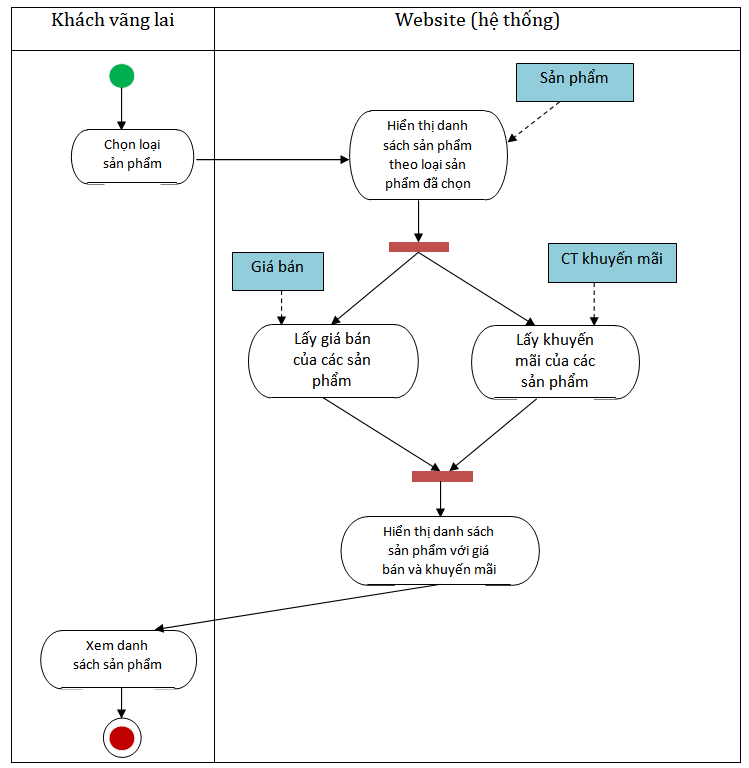 Khách vãng lai
Website (hệ thống)
Sản phẩm
Chọn loại
sản phẩm
Hiển thị danh
sách sản phẩm
theo loại sản
phẩm đã chọn
Giá bán
CT khuyến mãi
Lấy giá bán
của các sản
phẩm
Lấy khuyến
mãi của các
sản phẩm
Hiển thị danh sách
sản phẩm với giá
bán và khuyến mãi
Xem danh
sách sản phẩm